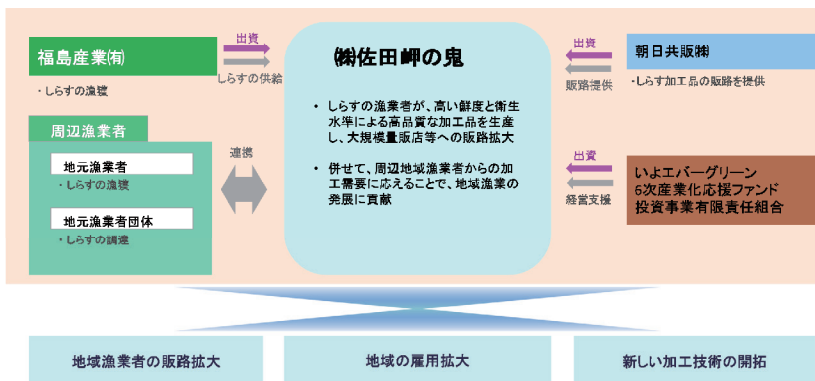 福島産業㈲
・しらすの漁獲
周辺漁業者
地元漁業者
・しらすの漁獲
地元漁業者団体
・しらすの調達
出資
しらすの供給
連携
㈱佐田岬の鬼
• しらすの漁業者が、高い鮮度と衛生
水準による高品質な加工品を生産
し、大規模量販店等への販路拡大
• 併せて、周辺地域漁業者からの加
工需要に応えることで、地域漁業の
発展に貢献
出資
販路提供
朝日共販㈱
・しらす加工品の販路を提供
出資
経営支援
いよエバーグリーン
6次産業化応援ファンド
投資事業有限責任組合
地域漁業者の販路拡大
地域の雇用拡大
新しい加工技術の開拓